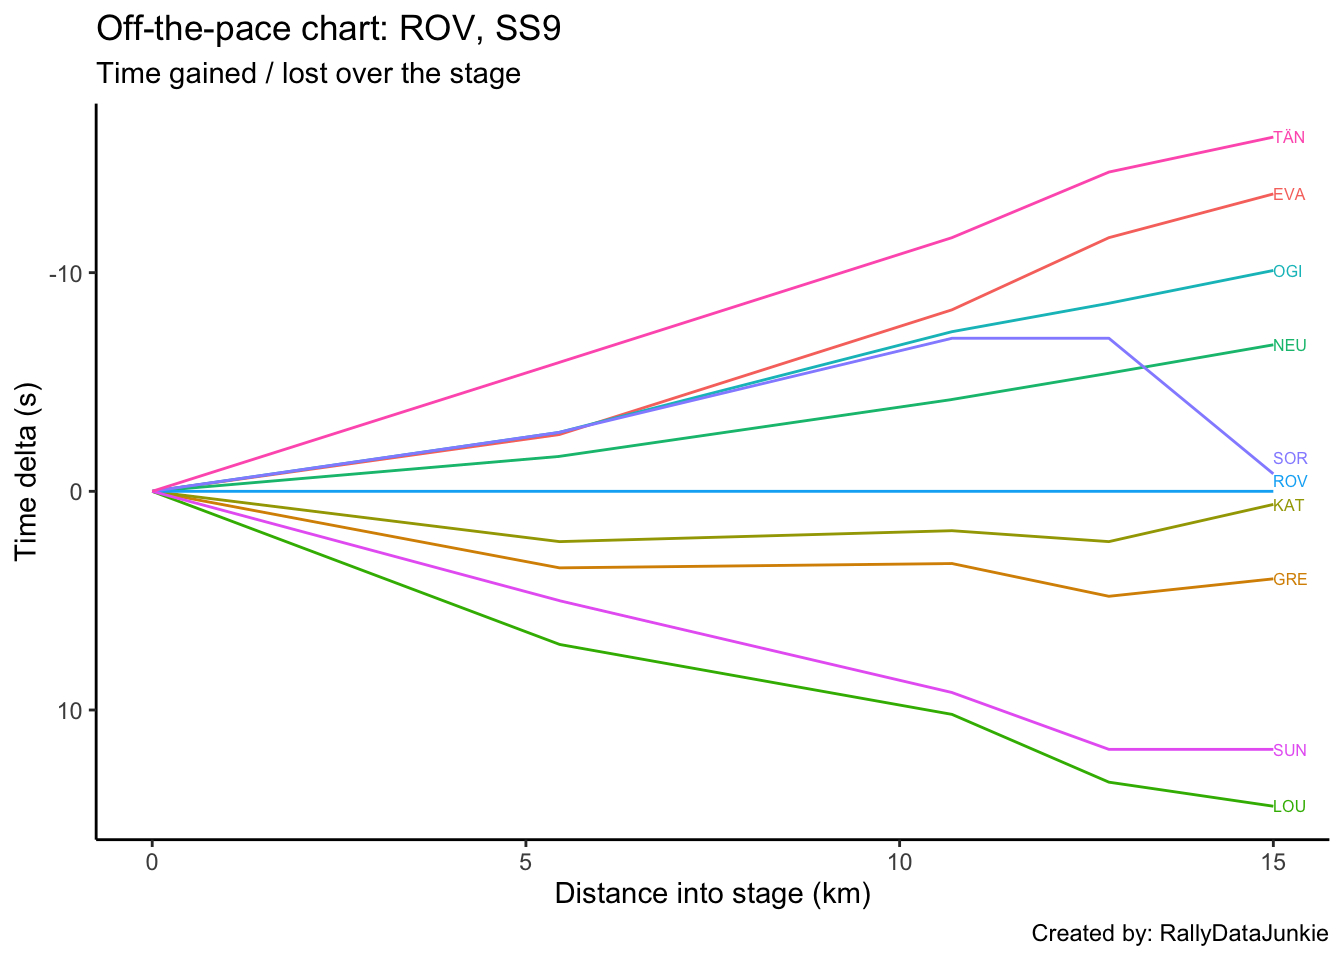 Off-the-pace chart: ROV, SS9
Time gained / lost over the stage
TÄN
EVA
-10
OGI
NEU
Time delta (s)
SOR
ROV
0
KAT
GRE
10
SUN
LOU
0 5 10 15
Distance into stage (km)
Created by: RallyDataJunkie